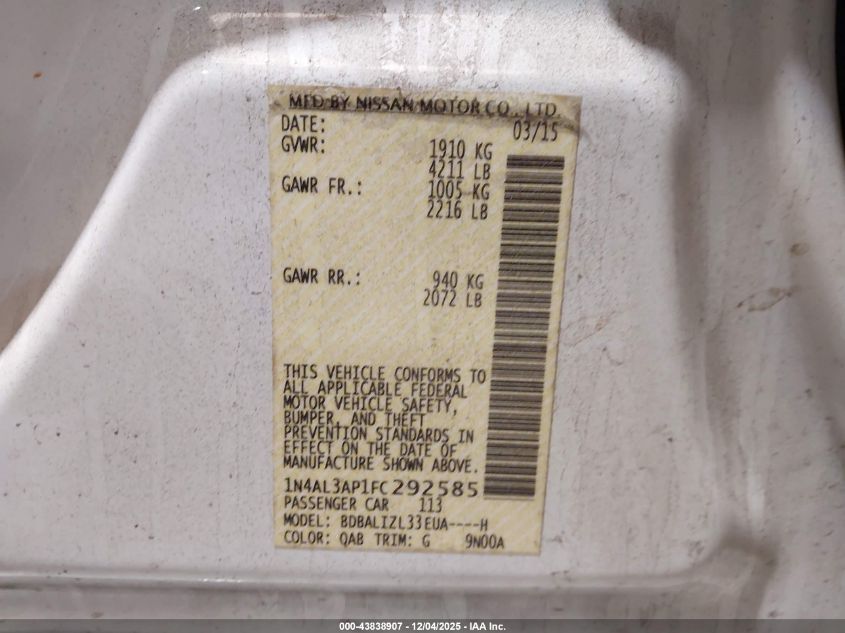 MFD BY NISSAN MOTOR CO., LTD.
DATE: 03/15
GVWR: 1910 KG
4211 LB
GAWR FR.: 1005 KG
2216 LB
GAWR RR.: 940 KG
2072 LB
THIS VEHICLE CONFORMS TO
ALL APPLICABLE FEDERAL
MOTOR VEHICLE SAFETY,
BUMPER, AND THEFT
PREVENTION STANDARDS IN
EFFECT ON THE DATE OF
MANUFACTURE SHOWN ABOVE.
1N4AL3AP1FC292585
PASSENGER CAR 113
MODEL: BDBALIZL33EUA----H
COLOR: QAB TRIM: G 9N00A
000-43838907 - 12/04/2025 - IAA Inc.